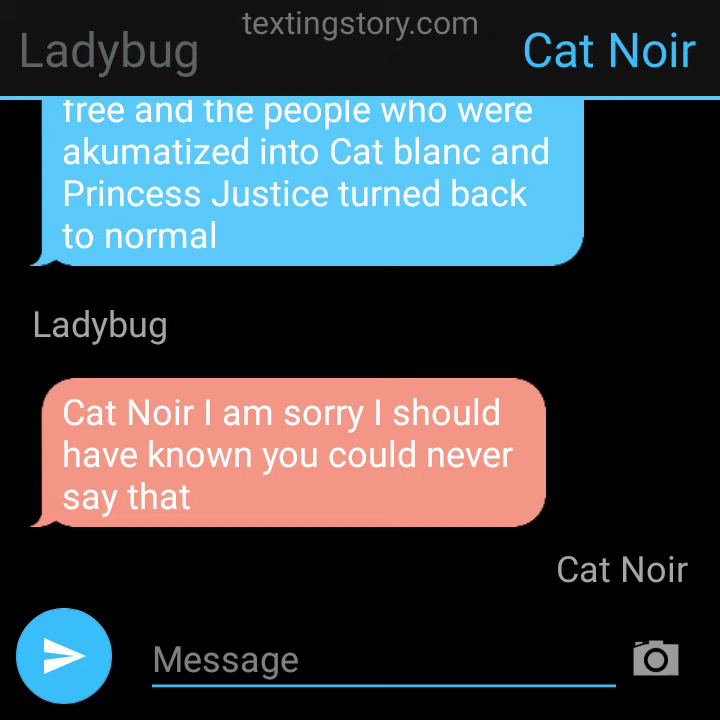 textingstory.com
Ladybug
Cat Noir
free and the people who were
akumatized into Cat blanc and
Princess Justice turned back
to normal
Ladybug
Cat Noir I am sorry I should
have known you could never
say that
Cat Noir
Message